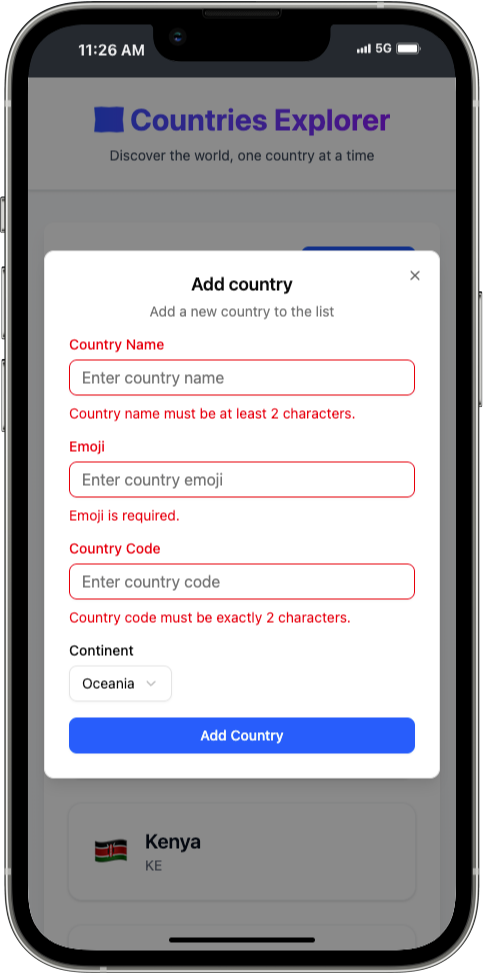 11:26 AM
5G
Countries Explorer
Discover the world, one country at a time
Add country
Add a new country to the list
Country Name
Enter country name
Country name must be at least 2 characters.
Emoji
Enter country emoji
Emoji is required.
Country Code
Enter country code
Country code must be exactly 2 characters.
Continent
Oceania
Add Country
Kenya
KE